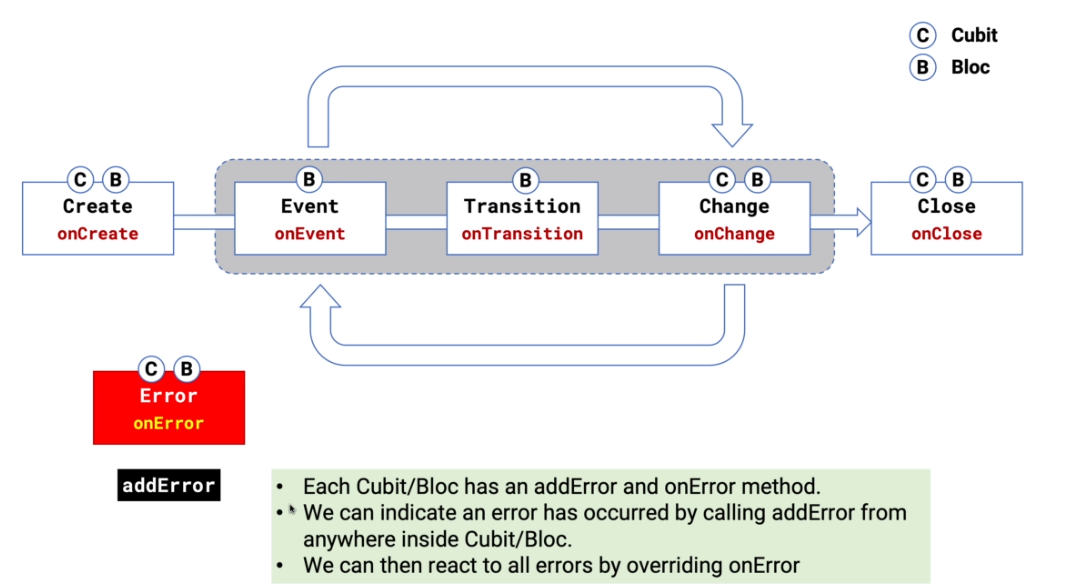 C Cubit
B Bloc
C B
Create
onCreate
B
Event
onEvent
B
Transition
onTransition
C B
Change
onChange
C B
Close
onClose
C B
Error
onError
addError
• Each Cubit/Bloc has an addError and onError method.
• We can indicate an error has occurred by calling addError from
anywhere inside Cubit/Bloc.
• We can then react to all errors by overriding onError